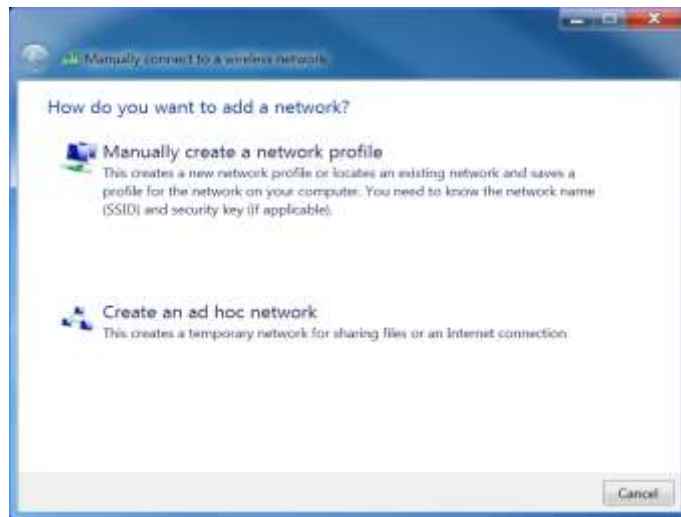 Manually connect to a wireless network
How do you want to add a network?
Manually create a network profile
This creates a new network profile or locates an existing network and saves a
profile for the network on your computer. You need to know the network name
(SSID) and security key (if applicable).
Create an ad hoc network
This creates a temporary network for sharing files or an Internet connection
Cancel